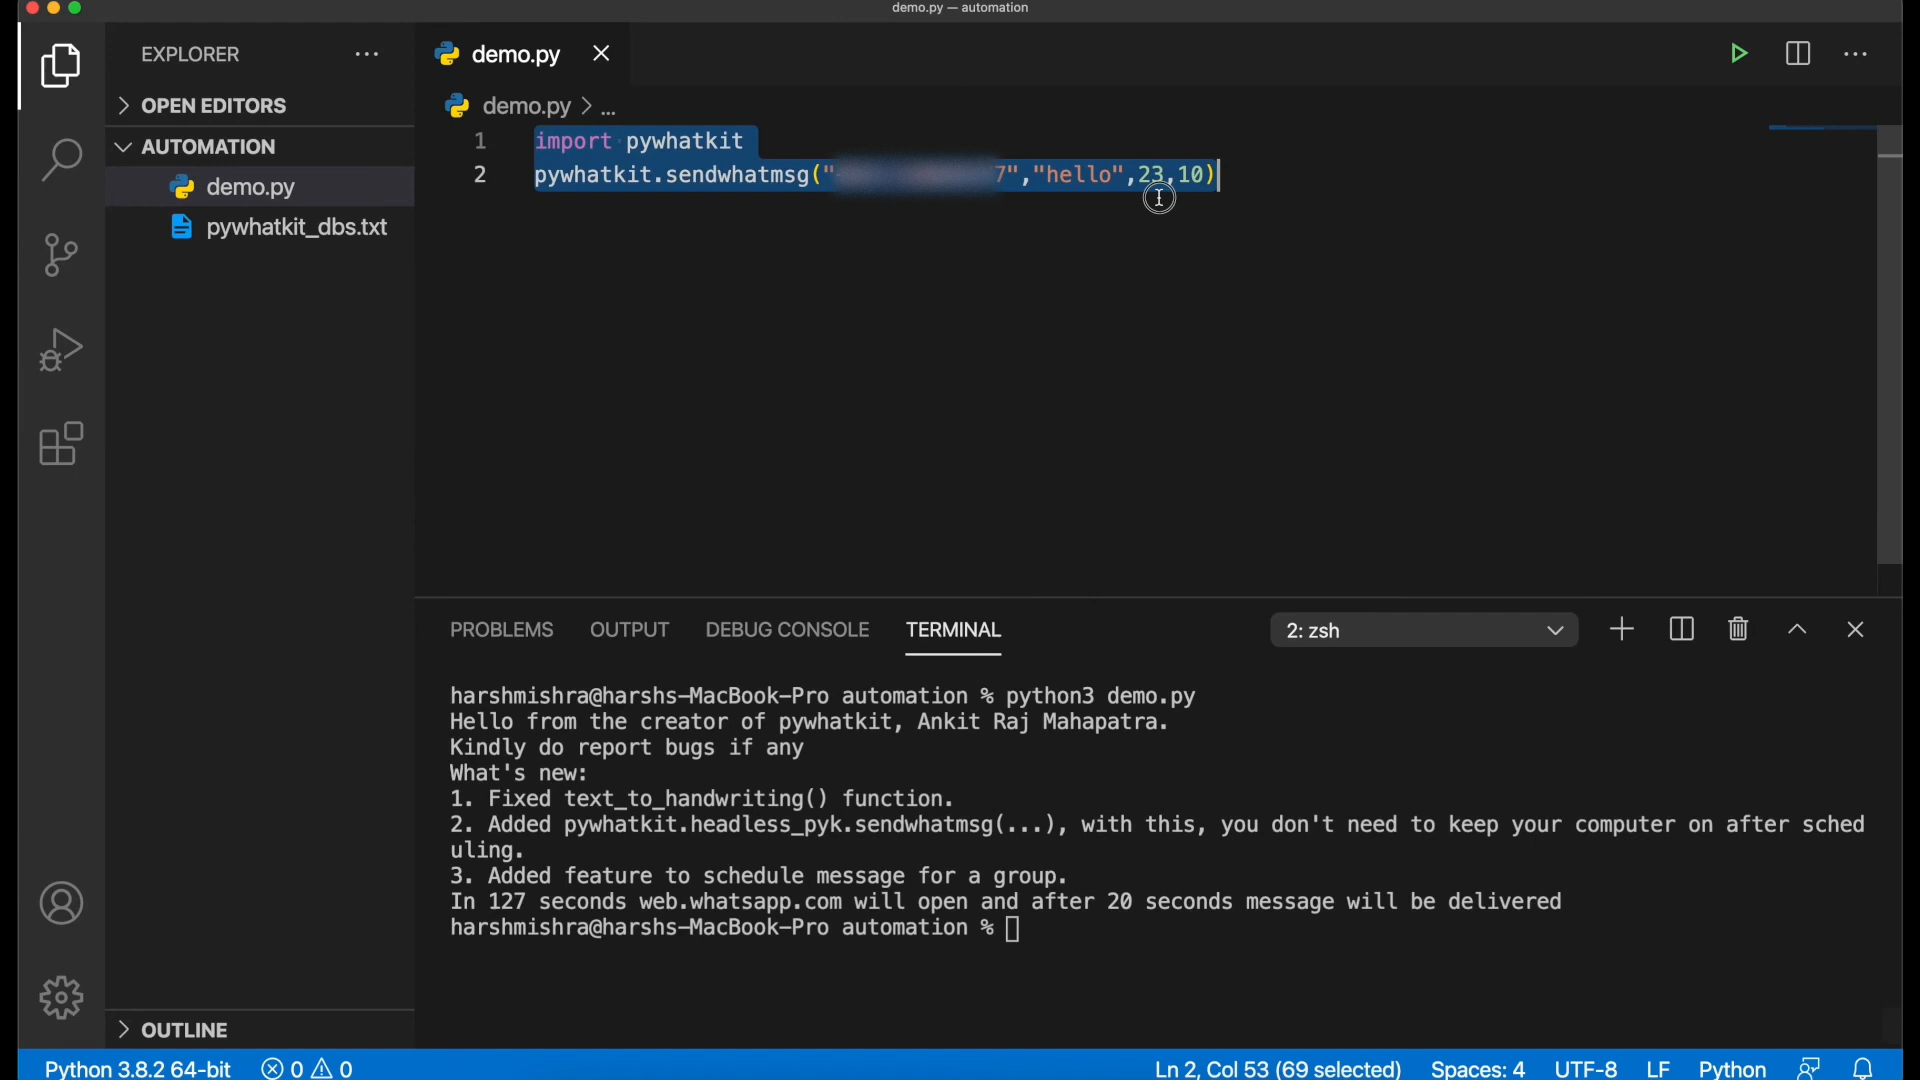 demo.py — automation
EXPLORER
OPEN EDITORS
AUTOMATION
demo.py
pywhatkit_dbs.txt
OUTLINE
demo.py
demo.py > ...
1 import pywhatkit
2 pywhatkit.sendwhatmsg(" 7","hello",23,10)
PROBLEMS OUTPUT DEBUG CONSOLE TERMINAL 2: zsh
harshmishra@harshs-MacBook-Pro automation % python3 demo.py
Hello from the creator of pywhatkit, Ankit Raj Mahapatra.
Kindly do report bugs if any
What's new:
1. Fixed text_to_handwriting() function.
2. Added pywhatkit.headless_pyk.sendwhatmsg(...), with this, you don't need to keep your computer on after sched
uling.
3. Added feature to schedule message for a group.
In 127 seconds web.whatsapp.com will open and after 20 seconds message will be delivered
harshmishra@harshs-MacBook-Pro automation %
Python 3.8.2 64-bit 0 0 Ln 2, Col 53 (69 selected) Spaces: 4 UTF-8 LF Python